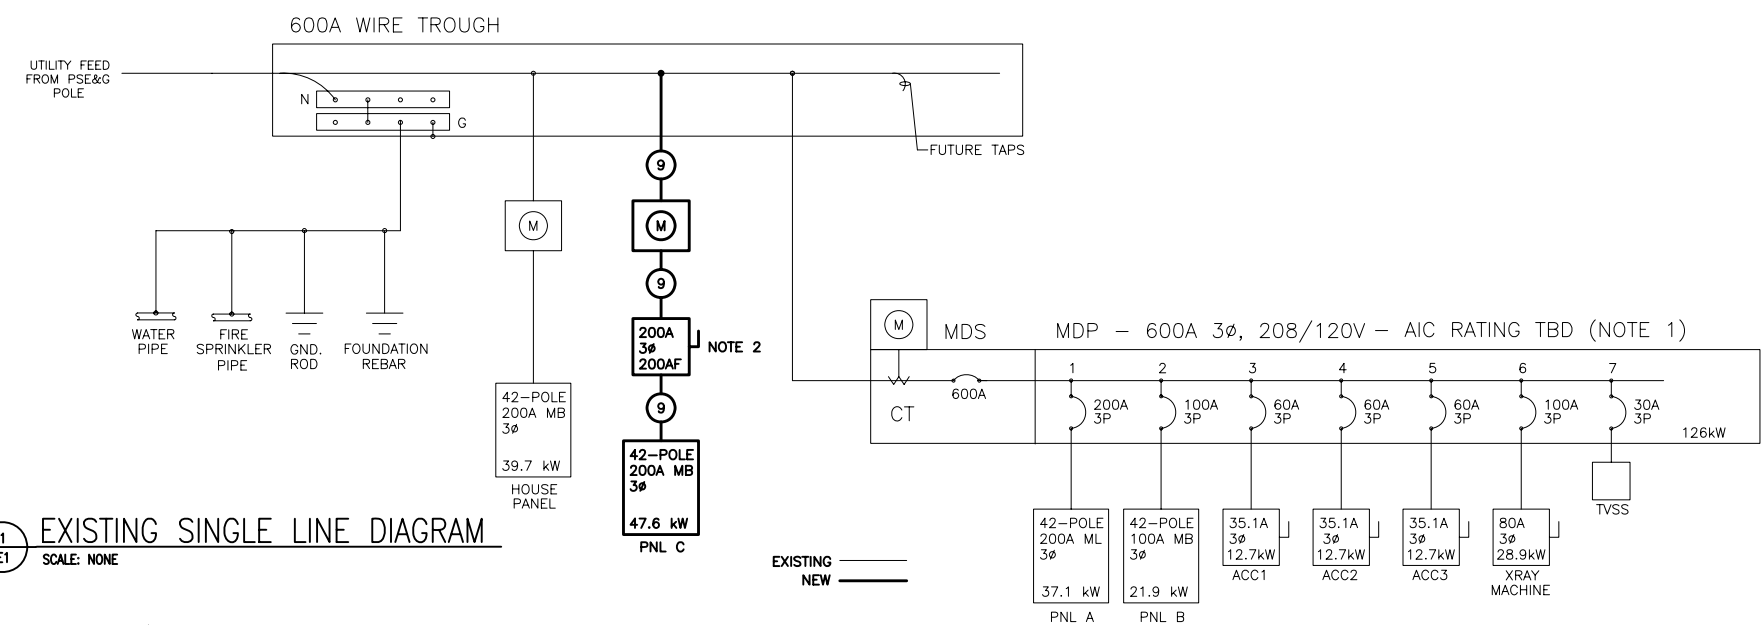 600A WIRE TROUGH
UTILITY FEED
FROM PSE&G
POLE
N
G
FUTURE TAPS
9
M
M
9
WATER
PIPE
FIRE
SPRINKLER
PIPE
GND.
ROD
FOUNDATION
REBAR
200A
3ø
200AF
NOTE 2
9
42-POLE
200A MB
3ø
39.7 kW
HOUSE
PANEL
42-POLE
200A MB
3ø
47.6 kW
PNL C
M
MDS
MDP - 600A 3ø, 208/120V - AIC RATING TBD (NOTE 1)
CT
600A
1
2
3
4
5
6
7
200A
3P
100A
3P
60A
3P
60A
3P
60A
3P
100A
3P
30A
3P
126kW
42-POLE
200A ML
3ø
37.1 kW
PNL A
42-POLE
100A MB
3ø
21.9 kW
PNL B
35.1A
3ø
12.7kW
ACC1
35.1A
3ø
12.7kW
ACC2
35.1A
3ø
12.7kW
ACC3
80A
3ø
28.9kW
XRAY
MACHINE
TVSS
1
E1
EXISTING SINGLE LINE DIAGRAM
SCALE: NONE
EXISTING
NEW